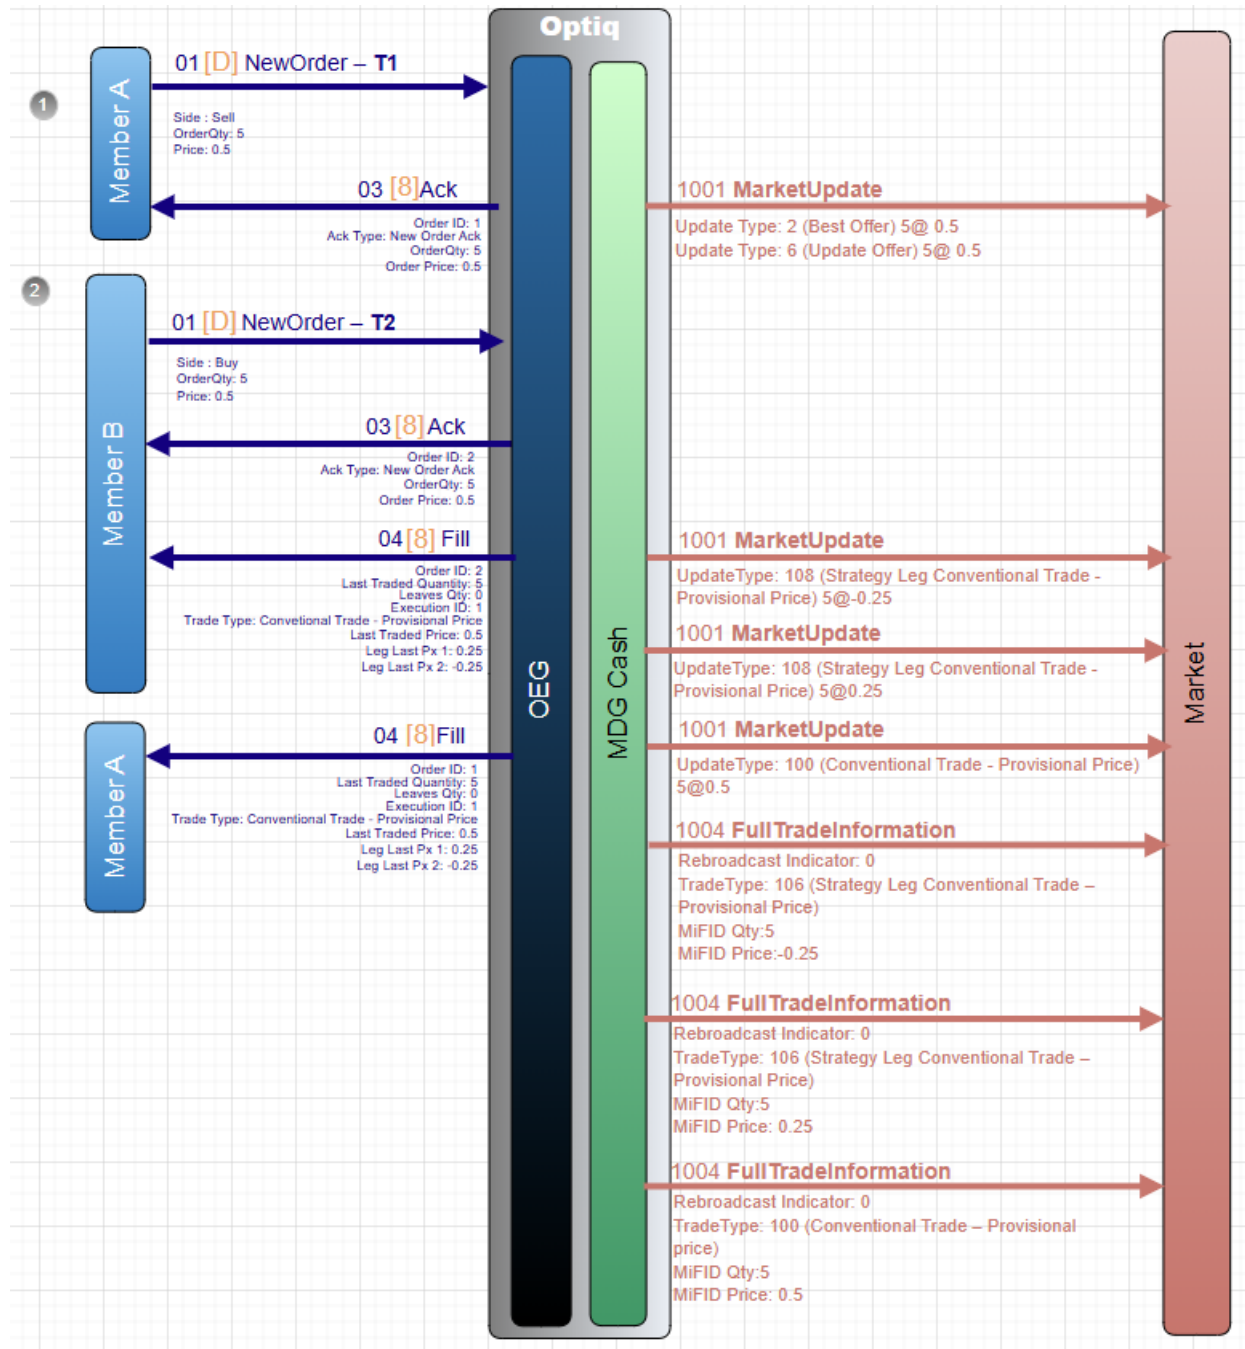 Optiq
1
Member A
01 [D] NewOrder – T1
Side : Sell
OrderQty: 5
Price: 0.5
03 [8]Ack
Order ID: 1
Ack Type: New Order Ack
OrderQty: 5
Order Price: 0.5
1001 MarketUpdate
Update Type: 2 (Best Offer) 5@ 0.5
Update Type: 6 (Update Offer) 5@ 0.5
2
Member B
01 [D] NewOrder – T2
Side : Buy
OrderQty: 5
Price: 0.5
03 [8] Ack
Order ID: 2
Ack Type: New Order Ack
OrderQty: 5
Order Price: 0.5
04 [8] Fill
Order ID: 2
Last Traded Quantity: 5
Leaves Qty: 0
Execution ID: 1
Trade Type: Convetional Trade - Provisional Price
Last Traded Price: 0.5
Leg Last Px 1: 0.25
Leg Last Px 2: -0.25
Member A
04 [8]Fill
Order ID: 1
Last Traded Quantity: 5
Leaves Qty: 0
Execution ID: 1
Trade Type: Conventional Trade - Provisional Price
Last Traded Price: 0.5
Leg Last Px 1: 0.25
Leg Last Px 2: -0.25
OEG
MDG Cash
1001 MarketUpdate
UpdateType: 108 (Strategy Leg Conventional Trade -
Provisional Price) 5@-0.25
1001 MarketUpdate
UpdateType: 108 (Strategy Leg Conventional Trade -
Provisional Price) 5@0.25
1001 MarketUpdate
UpdateType: 100 (Conventional Trade - Provisional Price)
5@0.5
1004 FullTradeInformation
Rebroadcast Indicator: 0
TradeType: 106 (Strategy Leg Conventional Trade –
Provisional Price)
MiFID Qty:5
MiFID Price:-0.25
1004 FullTradeInformation
Rebroadcast Indicator: 0
TradeType: 106 (Strategy Leg Conventional Trade –
Provisional Price)
MiFID Qty:5
MiFID Price: 0.25
1004 FullTradeInformation
Rebroadcast Indicator: 0
TradeType: 100 (Conventional Trade – Provisional
price)
MiFID Qty:5
MiFID Price: 0.5
Market